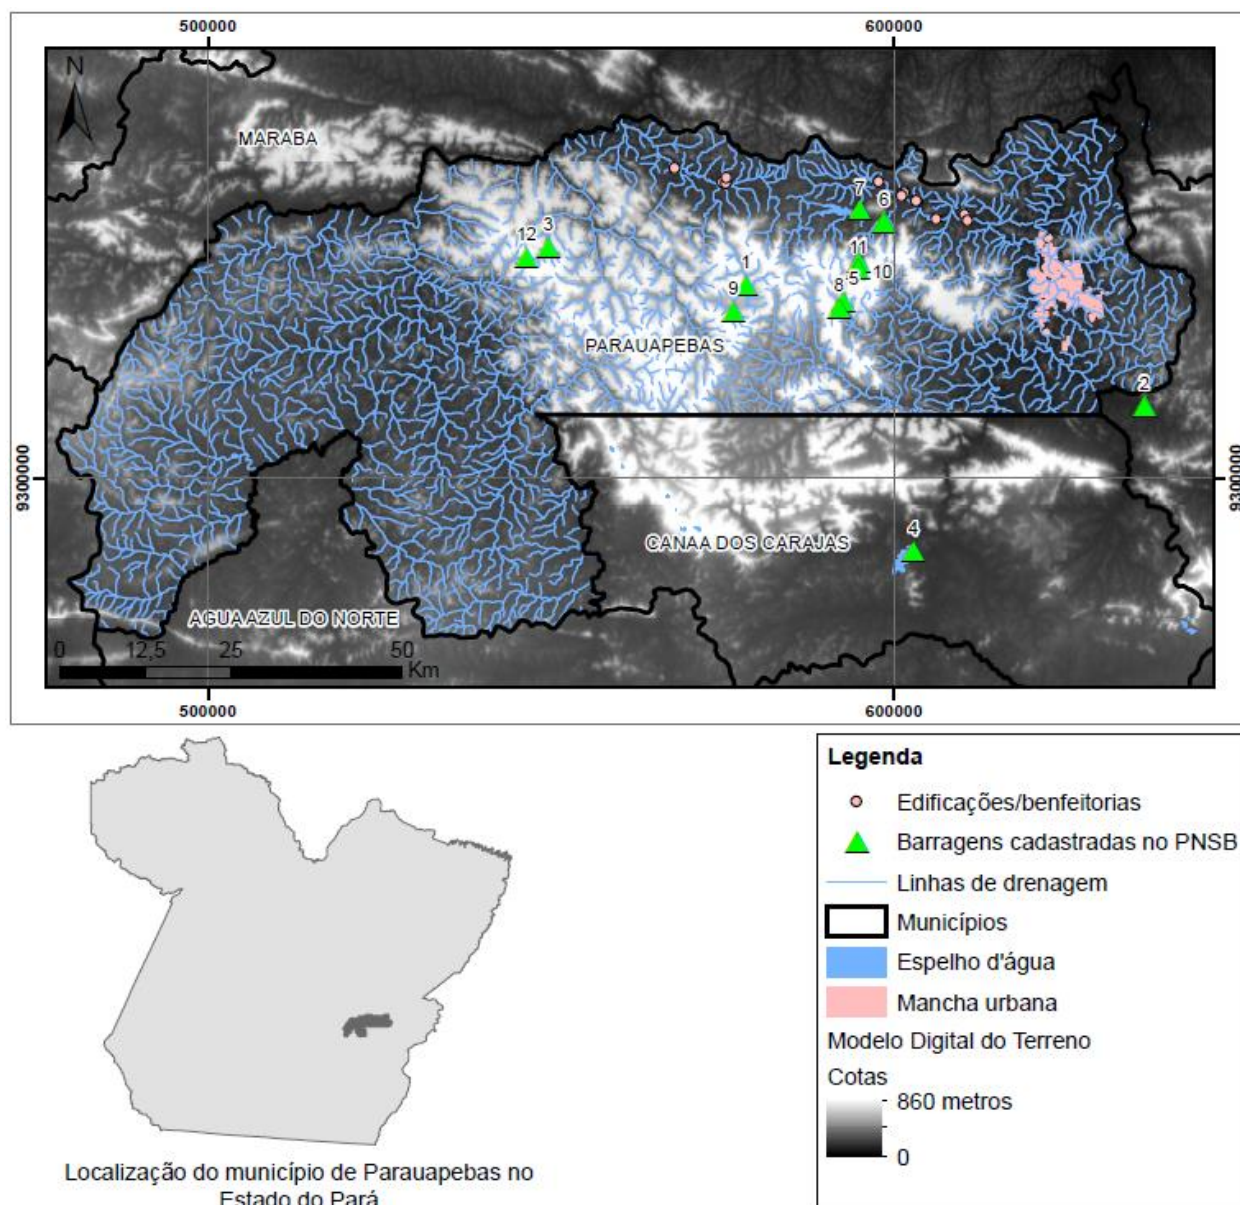 500000
600000
N
MARABA
7
6
12
3
11
1
10
5
8
9
PARAUAPEBAS
2
9300000
9300000
4
CANAA DOS CARAJAS
AGUA AZUL DO NORTE
0 12,5 25 50
Km
500000
600000
Legenda
Edificações/benfeitorias
Barragens cadastradas no PNSB
Linhas de drenagem
Municípios
Espelho d'água
Mancha urbana
Modelo Digital do Terreno
Cotas
860 metros
0
Localização do município de Parauapebas no
Estado do Pará